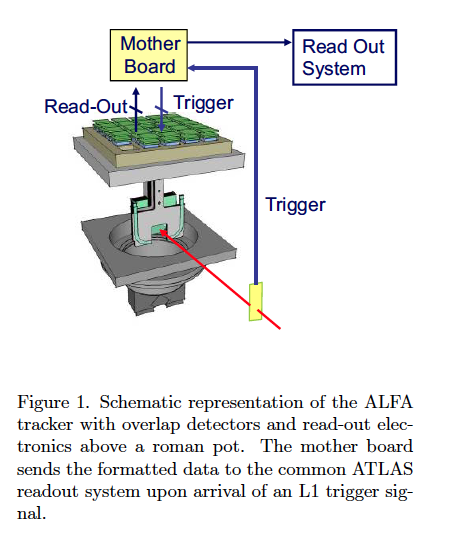 Mother
Board
Read Out
System
Read-Out
Trigger
Trigger
Figure 1. Schematic representation of the ALFA
tracker with overlap detectors and read-out elec-
tronics above a roman pot. The mother board
sends the formatted data to the common ATLAS
readout system upon arrival of an L1 trigger sig-
nal.